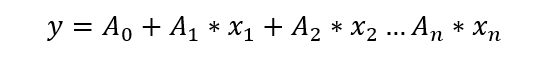 y = A₀ + A₁ * x₁ + A₂ * x₂ … Aₙ * xₙ